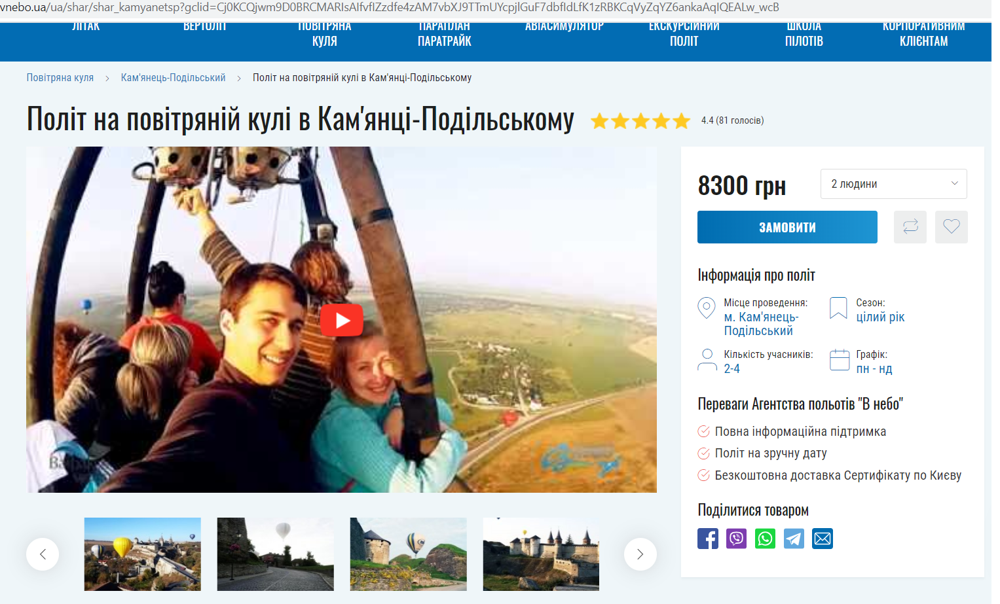 vnebo.ua/ua/shar/shar_kamyanetsp?gclid=Cj0KCQjwm9D0BRCMARIsAIfvfIZzdfe4zAM7vbXJ9TTmUYcpjlGuF7dbfIdLfK1zRBKCqVyZqYZ6ankaAqIQEALw_wcB
ЛІТАК
ВЕРТОЛІТ
ПОВІТРЯНА
КУЛЯ
ПАРАПЛАН
ПАРАТРАЙК
АВІАСИМУЛЯТОР
ЕКСКУРСІЙНИЙ
ПОЛІТ
ШКОЛА
ПІЛОТІВ
КОРПОРАТИВНИМ
КЛІЄНТАМ
Повітряна куля > Кам'янець-Подільський > Політ на повітряній кулі в Кам'янці-Подільському
Політ на повітряній кулі в Кам'янці-Подільському
4.4 (81 голосів)
8300 грн
2 людини
ЗАМОВИТИ
Інформація про політ
Місце проведення:
м. Кам'янець-
Подільський
Сезон:
цілий рік
Кількість учасників:
2-4
Графік:
пн - нд
Переваги Агентства польотів "В небо"
Повна інформаційна підтримка
Політ на зручну дату
Безкоштовна доставка Сертифікату по Києву
Поділитися товаром